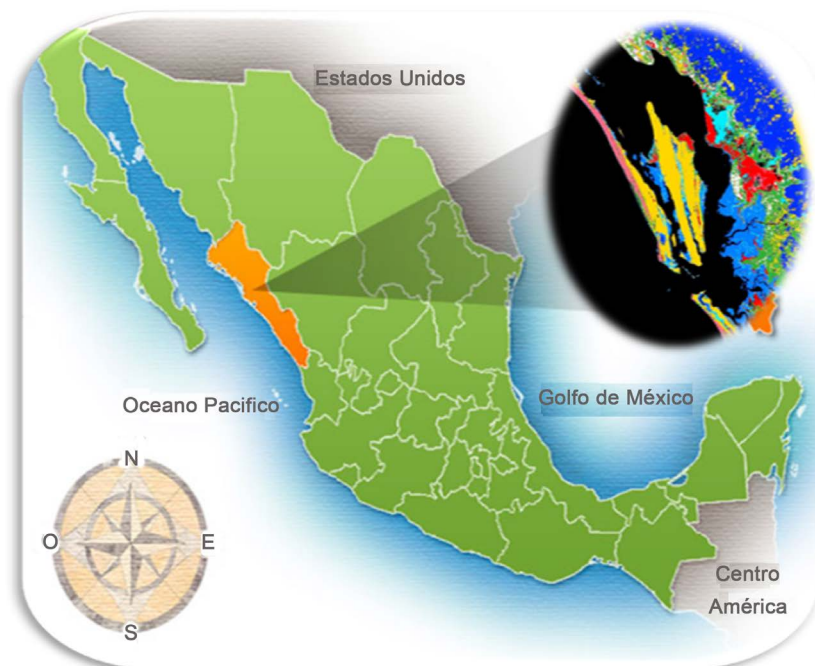 Estados Unidos
Oceano Pacifico
Golfo de México
N
O
E
S
Centro
América